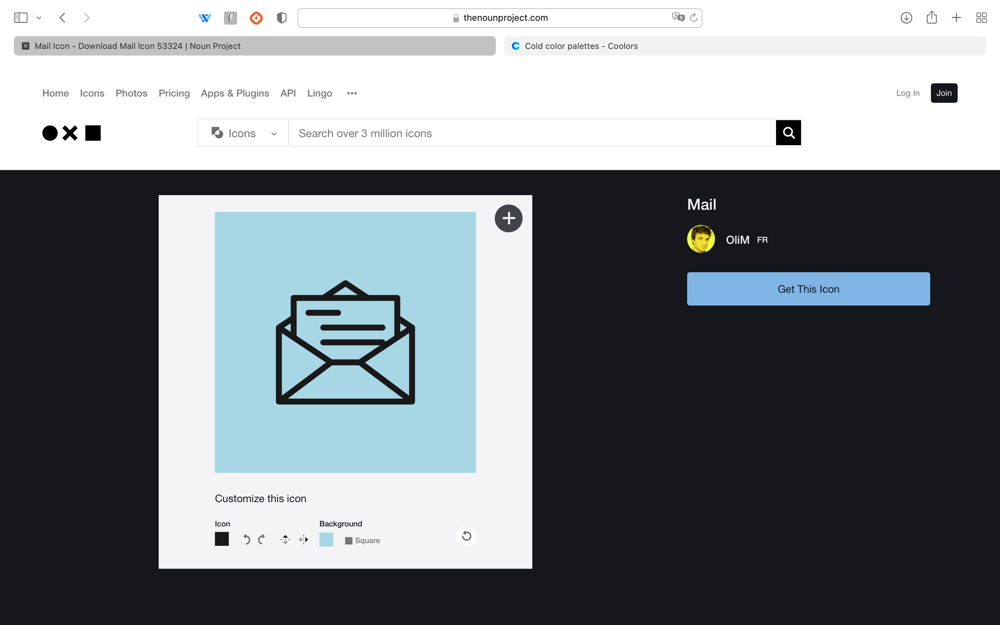 thenounproject.com
Mail Icon - Download Mail Icon 53324 | Noun Project
Cold color palettes - Coolors
Home Icons Photos Pricing Apps & Plugins API Lingo •••
Log In Join
Icons Search over 3 million icons
Mail
OliM FR
Get This Icon
Customize this icon
Icon Background
Square